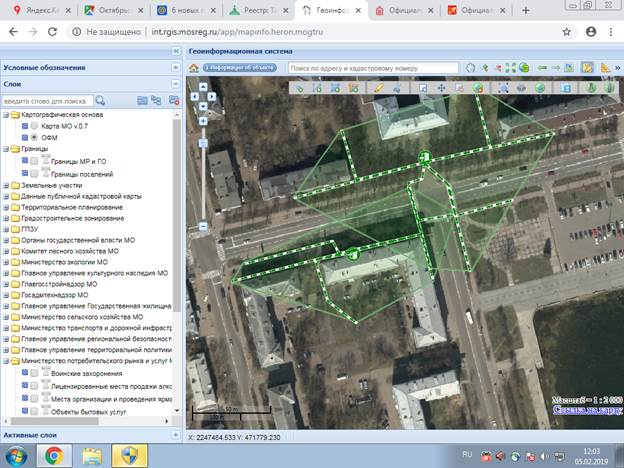 Яндекс.Ка
Октябрьс
6 новых п
Реестр: Т
Геоинфор
Официал
Официал
Не защищено
int.rgis.mosreg.ru/app/mapinfo.heron.mogtru
Геоинформационная система
Условные обозначения
Информация об объекте
Поиск по адресу и кадастровому номеру
Слои
введите слово для поиска
Картографическая основа
Карта МО v.0.7
ОФМ
Границы
Границы МР и ГО
Границы поселений
Земельные участки
Данные публичной кадастровой карты
Территориальное планирование
Градостроительное зонирование
ГПЗУ
Органы государственной власти МО
Комитет лесного хозяйства МО
Министерство экологии МО
Главное управление культурного наследия МО
Главгосстройнадзор МО
Госадмтехнадзор МО
Главное управление Государственная жилищна
Министерство сельского хозяйства МО
Министерство транспорта и дорожной инфраст
Главное управление региональной безопасност
Главное управление территориальной политики
Министерство потребительского рынка и услуг М
Воинские захоронения
Лицензированные места продажи алко
Места организации и проведения ярма
Объекты бытовых услуг
Масштаб = 1 : 2 000
Ссылка на карту
Активные слои
X: 2247484.533 Y: 471779.230
RU
12:03
05.02.2019